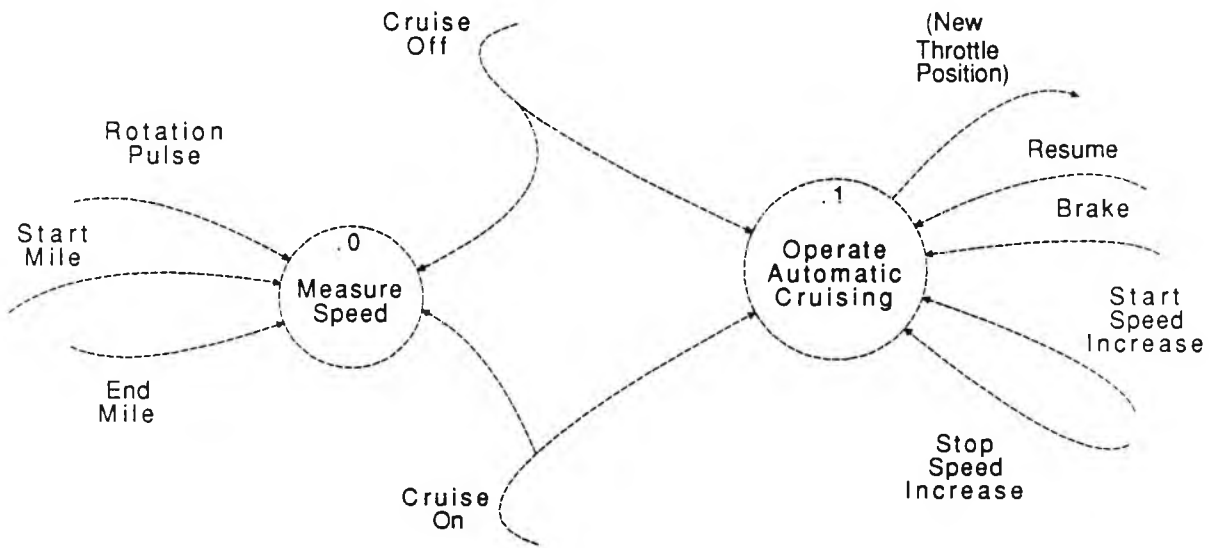 Cruise
Off
(New
Throttle
Position)
Rotation
Pulse
Resume
.1
Brake
Start
Mile
.0
Operate
Automatic
Cruising
Measure
Speed
Start
Speed
Increase
End
Mile
Stop
Speed
Increase
Cruise
On